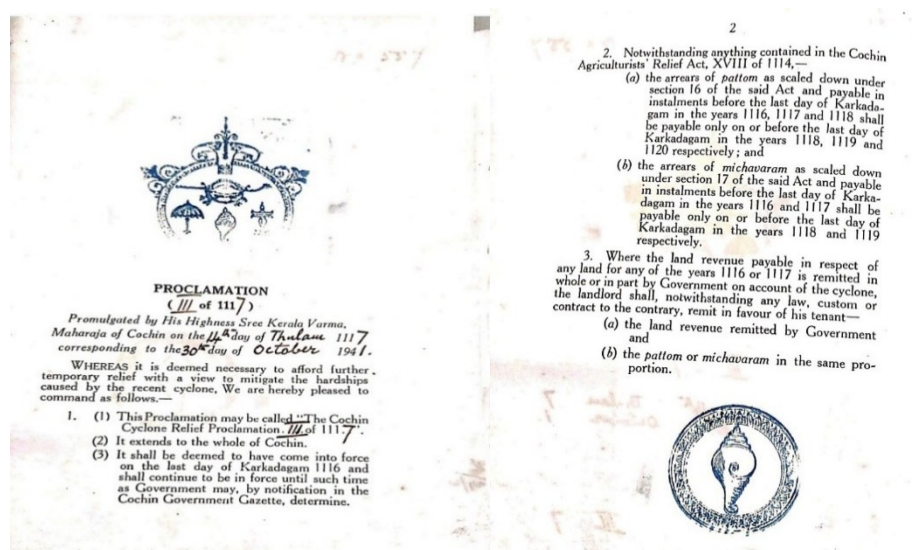 PROCLAMATION
(III of 1117)
Promulgated by His Highness Sree Kerala Varma,
Maharaja of Cochin on the 14th day of Thulam 1117
corresponding to the 30th day of October 1941.
WHEREAS it is deemed necessary to afford further
temporary relief with a view to mitigate the hardships
caused by the recent cyclone, We are hereby pleased to
command as follows.—
1. (1) This Proclamation may be called "The Cochin
Cyclone Relief Proclamation. III of 1117".
(2) It extends to the whole of Cochin.
(3) It shall be deemed to have come into force
on the last day of Karkadagam 1116 and
shall continue to be in force until such time
as Government may, by notification in the
Cochin Government Gazette, determine.
2
2. Notwithstanding anything contained in the Cochin
Agriculturists' Relief Act, XVIII of 1114,—
(a) the arrears of pattom as scaled down under
section 16 of the said Act and payable in
instalments before the last day of Karkada-
gam in the years 1116, 1117 and 1118 shall
be payable only on or before the last day of
Karkadagam in the years 1118, 1119 and
1120 respectively; and
(b) the arrears of michavaram as scaled down
under section 17 of the said Act and payable
in instalments before the last day of Karka-
dagam in the years 1116 and 1117 shall be
payable only on or before the last day of
Karkadagam in the years 1118 and 1119
respectively.
3. Where the land revenue payable in respect of
any land for any of the years 1116 or 1117 is remitted in
whole or in part by Government on account of the cyclone,
the landlord shall, notwithstanding any law, custom or
contract to the contrary, remit in favour of his tenant—
(a) the land revenue remitted by Government
and
(b) the pattom or michavaram in the same pro-
portion.